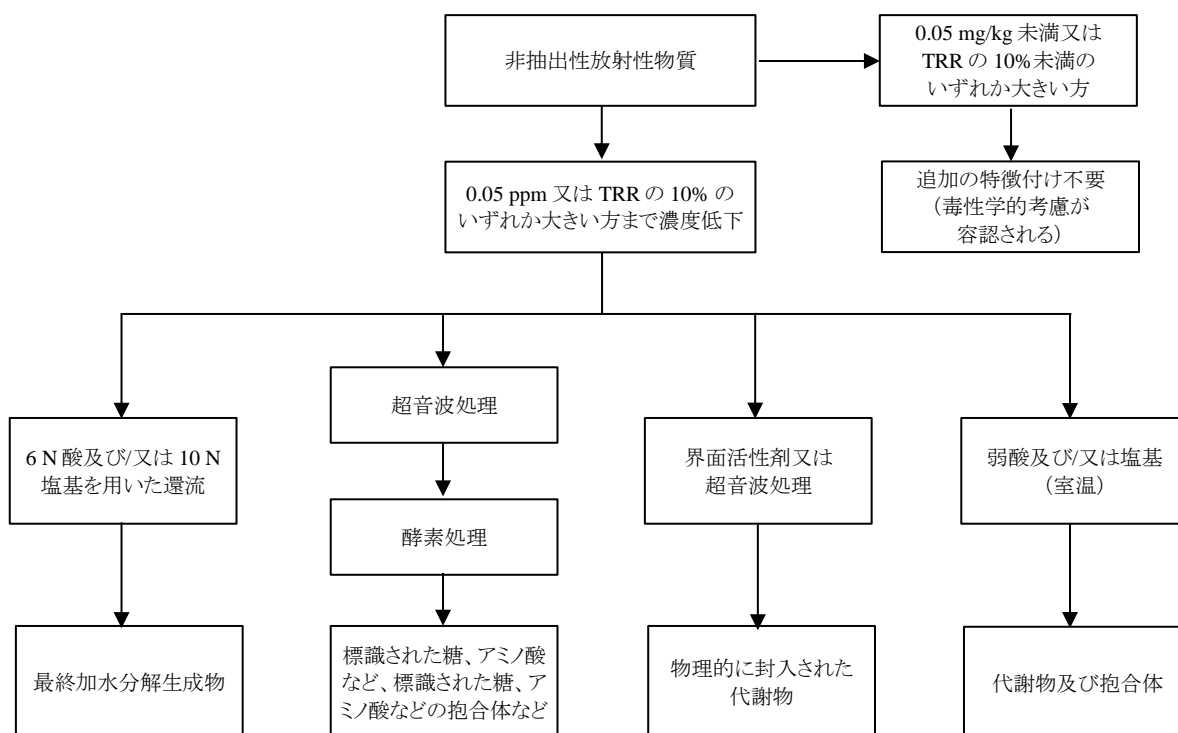 非抽出性放射性物質
0.05 mg/kg 未満又は
TRR の 10%未満の
いずれか大きい方
0.05 ppm 又は TRR の 10% の
いずれか大きい方まで濃度低下
追加の特徴付け不要
（毒性学的考慮が
容認される）
超音波処理
6 N 酸及び/又は 10 N
塩基を用いた還流
界面活性剤又は
超音波処理
弱酸及び/又は塩基
（室温）
酵素処理
最終加水分解生成物
標識された糖、アミノ酸
など、標識された糖、ア
ミノ酸などの抱合体など
物理的に封入された
代謝物
代謝物及び抱合体